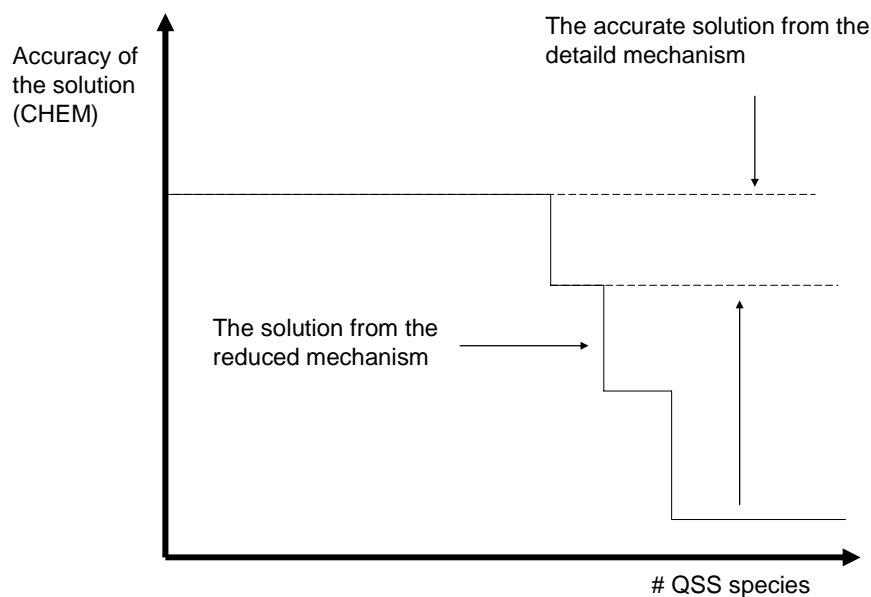 The accurate solution from the
detaild mechanism
Accuracy of
the solution
(CHEM)
The solution from the
reduced mechanism
# QSS species